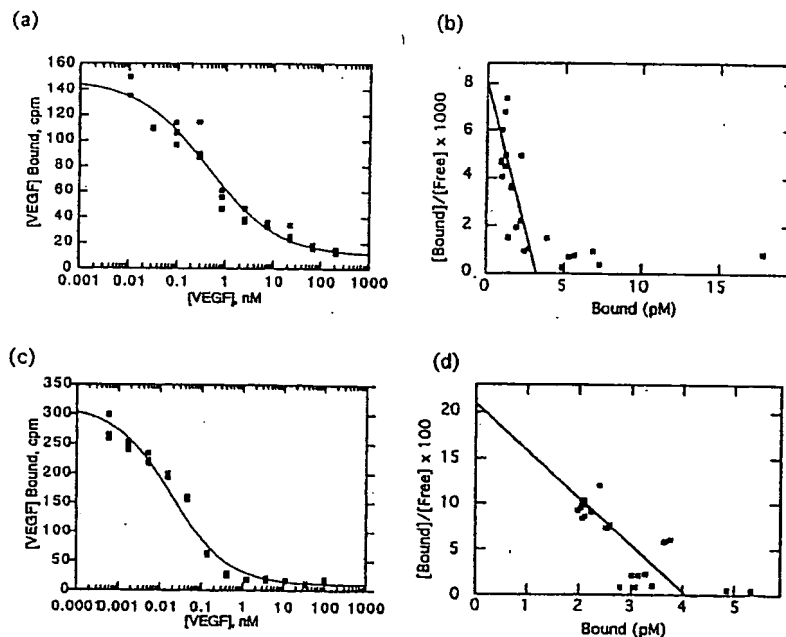 (a)
160
140
120
100
80
60
40
20
0
[VEGF] Bound, cpm
0 0.01 0.1 1 10 100 1000
[VEGF], nM
(b)
8
6
4
2
0
[Bound]/[Free] x 1000
0 5 10 15
Bound (pM)
(c)
350
300
250
200
150
100
50
0
[VEGF] Bound, cpm
0.0001 0.001 0.01 0.1 1 10 100 1000
[VEGF], nM
(d)
20
15
10
5
0
[Bound]/[Free] x 100
0 1 2 3 4 5
Bound (pM)